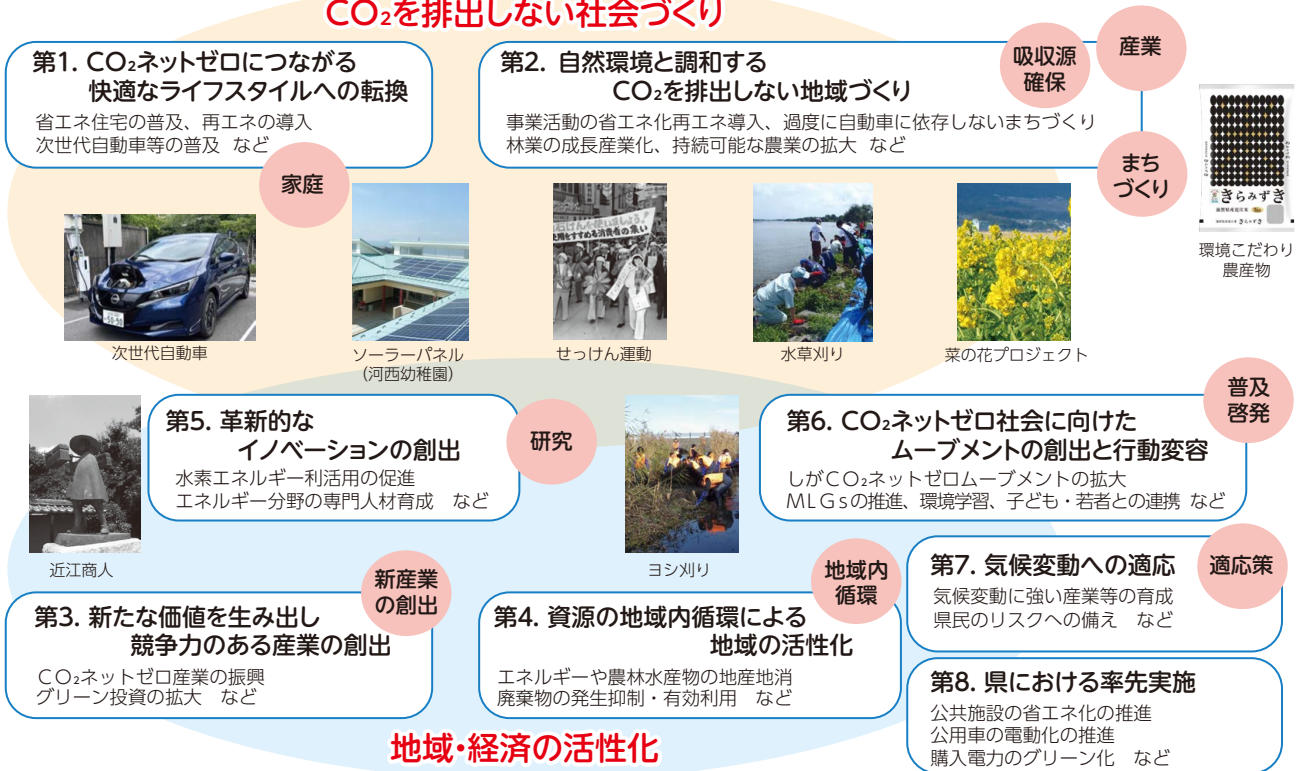 CO₂を排出しない社会づくり
第1. CO₂ネットゼロにつながる
快適なライフスタイルへの転換
省エネ住宅の普及、再エネの導入
次世代自動車等の普及 など
家庭
第2. 自然環境と調和する
CO₂を排出しない地域づくり
事業活動の省エネ化再エネ導入、過度に自動車に依存しないまちづくり
林業の成長産業化、持続可能な農業の拡大 など
吸収源
確保
産業
まち
づくり
きらみずき
環境こだわり
農産物
次世代自動車
ソーラーパネル
(河西幼稚園)
せっけん運動
水草刈り
菜の花プロジェクト
第5. 革新的な
イノベーションの創出
水素エネルギー利活用の促進
エネルギー分野の専門人材育成 など
研究
第6. CO₂ネットゼロ社会に向けた
ムーブメントの創出と行動変容
しがCO₂ネットゼロムーブメントの拡大
MLGsの推進、環境学習、子ども・若者との連携 など
普及
啓発
近江商人
ヨシ刈り
第3. 新たな価値を生み出し
競争力のある産業の創出
CO₂ネットゼロ産業の振興
グリーン投資の拡大 など
新産業
の創出
第4. 資源の地域内循環による
地域の活性化
エネルギーや農林水産物の地産地消
廃棄物の発生抑制・有効利用 など
地域内
循環
第7. 気候変動への適応
気候変動に強い産業等の育成
県民のリスクへの備え など
適応策
第8. 県における率先実施
公共施設の省エネ化の推進
公用車の電動化の推進
購入電力のグリーン化 など
地域・経済の活性化